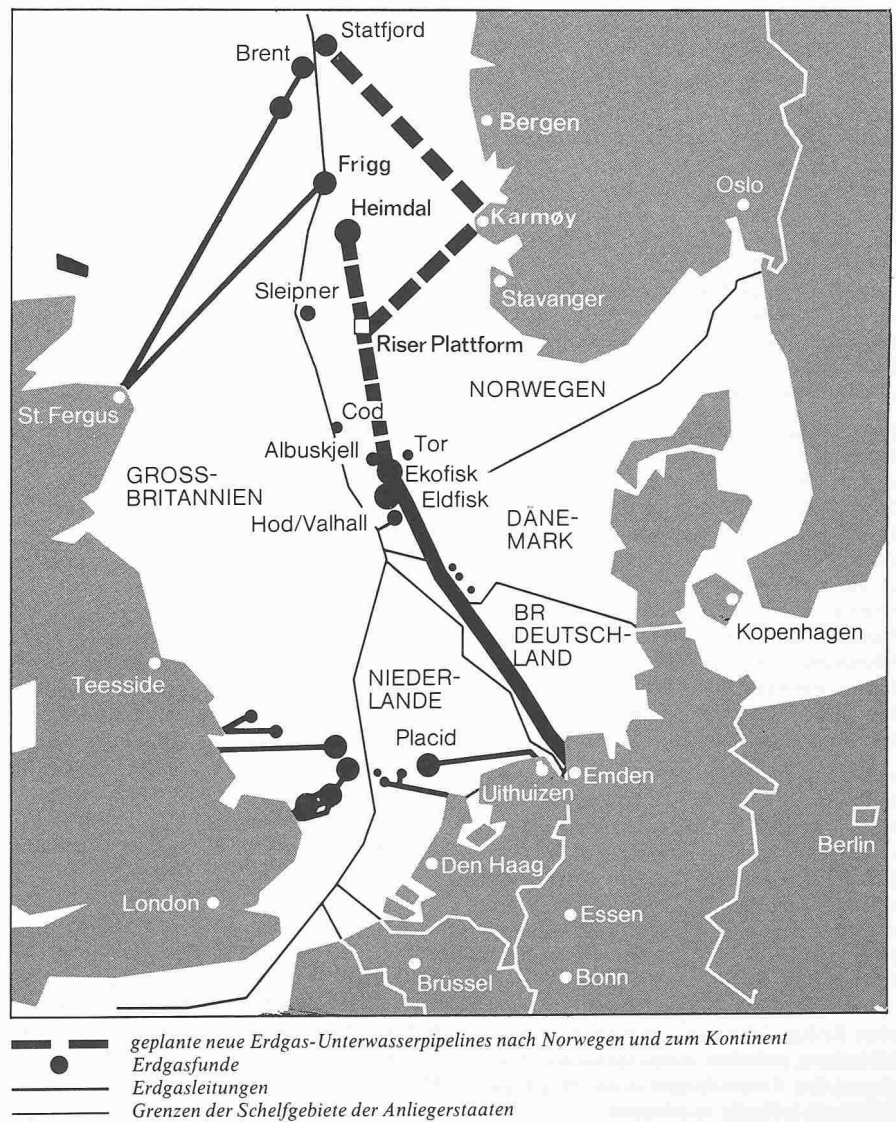 Statfjord
Brent
Bergen
Frigg
Oslo
Heimdal
Karmøy
Sleipner
Stavanger
Riser Plattform
NORWEGEN
St. Fergus
Cod
Tor
Albuskjell
Ekofisk
GROSS-
BRITANNIEN
Eldfisk
Hod/Valhall
DÄNE-
MARK
BR
DEUTSCH-
LAND
Kopenhagen
Teesside
NIEDER-
LANDE
Placid
Uithuizen
Emden
Berlin
Den Haag
London
Essen
Brüssel
Bonn
geplante neue Erdgas-Unterwasserpipelines nach Norwegen und zum Kontinent
Erdgasfunde
Erdgasleitungen
Grenzen der Schelfgebiete der Anliegerstaaten